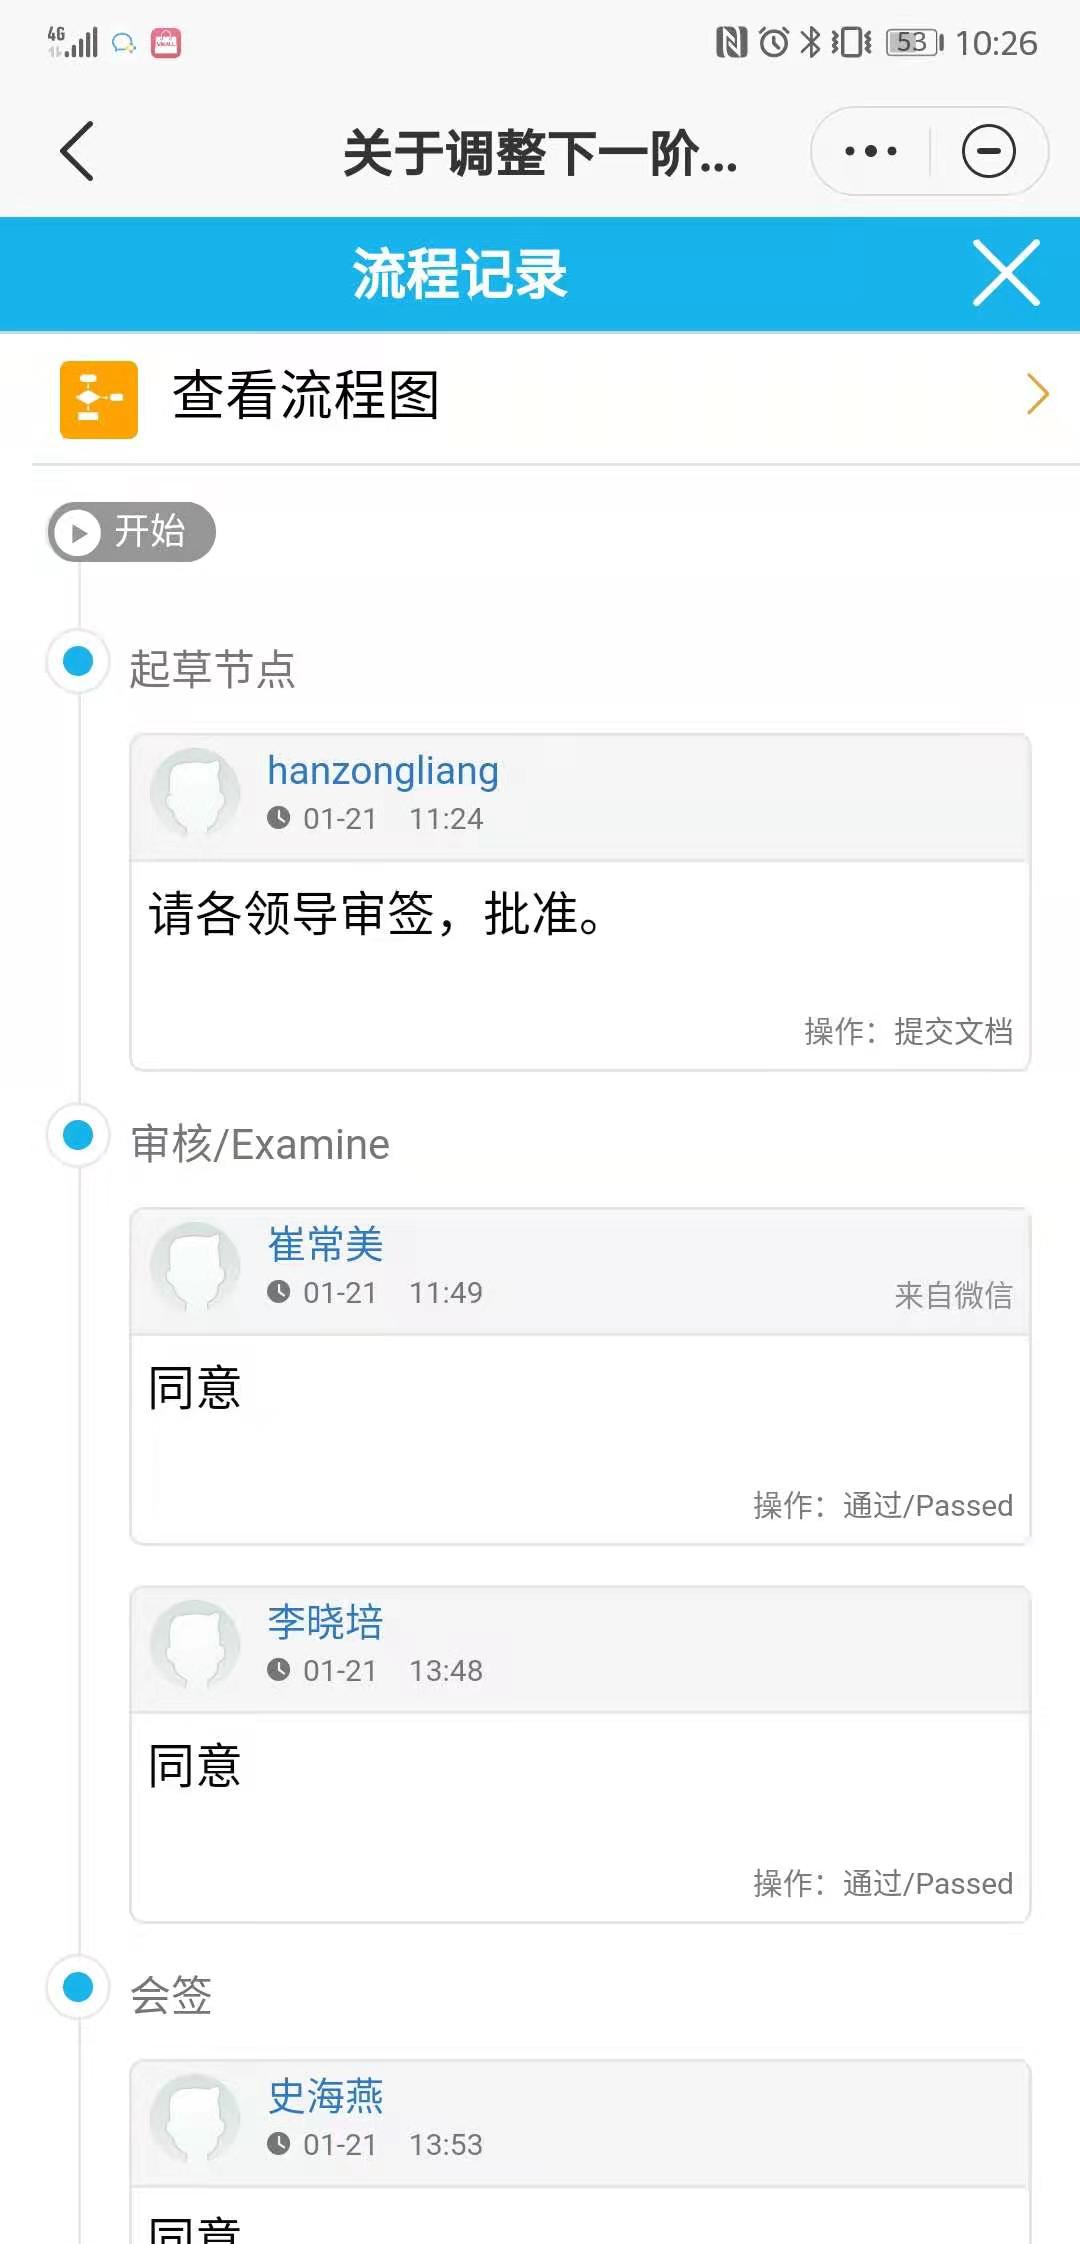 4G
53
10:26
关于调整下一阶...
流程记录
查看流程图
开始
起草节点
hanzongliang
01-21 11:24
请各领导审签，批准。
操作：提交文档
审核/Examine
崔常美
01-21 11:49
来自微信
同意
操作：通过/Passed
李晓培
01-21 13:48
同意
操作：通过/Passed
会签
史海燕
01-21 13:53
同意